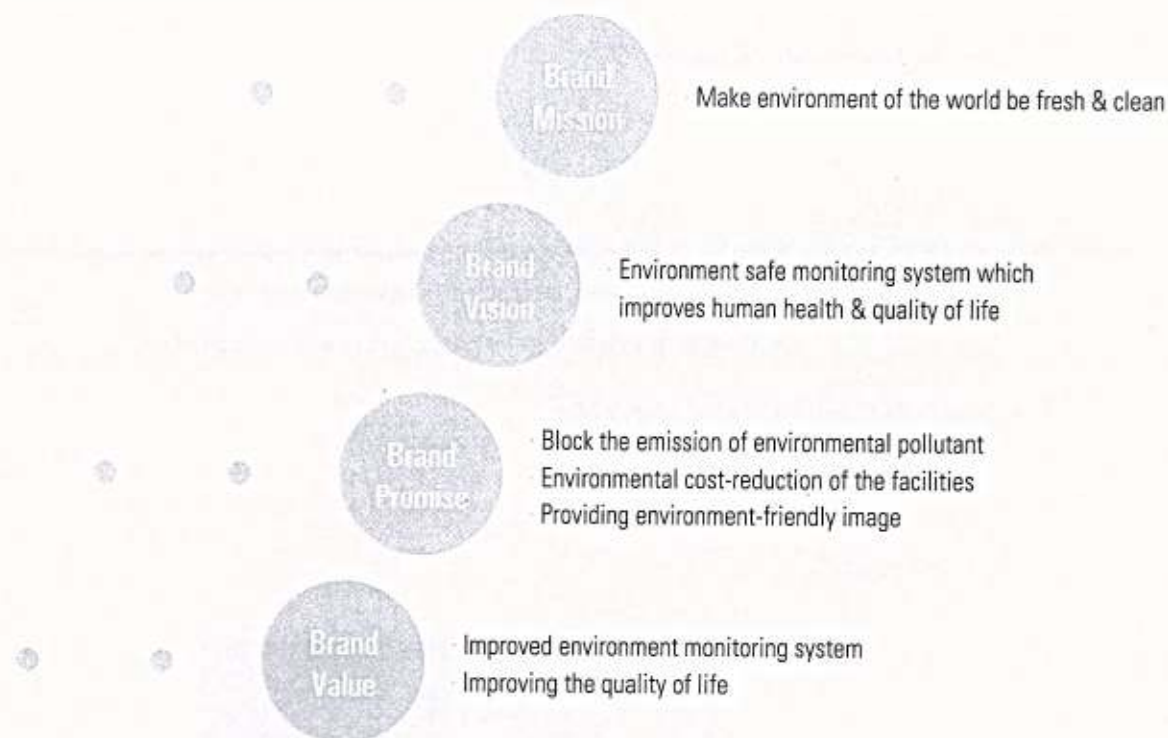 Brand
Mission
· Make environment of the world be fresh & clean
Brand
Vision
· Environment safe monitoring system which
improves human health & quality of life
Brand
Promise
· Block the emission of environmental pollutant
· Environmental cost-reduction of the facilities
· Providing environment-friendly image
Brand
Value
· Improved environment monitoring system
· Improving the quality of life